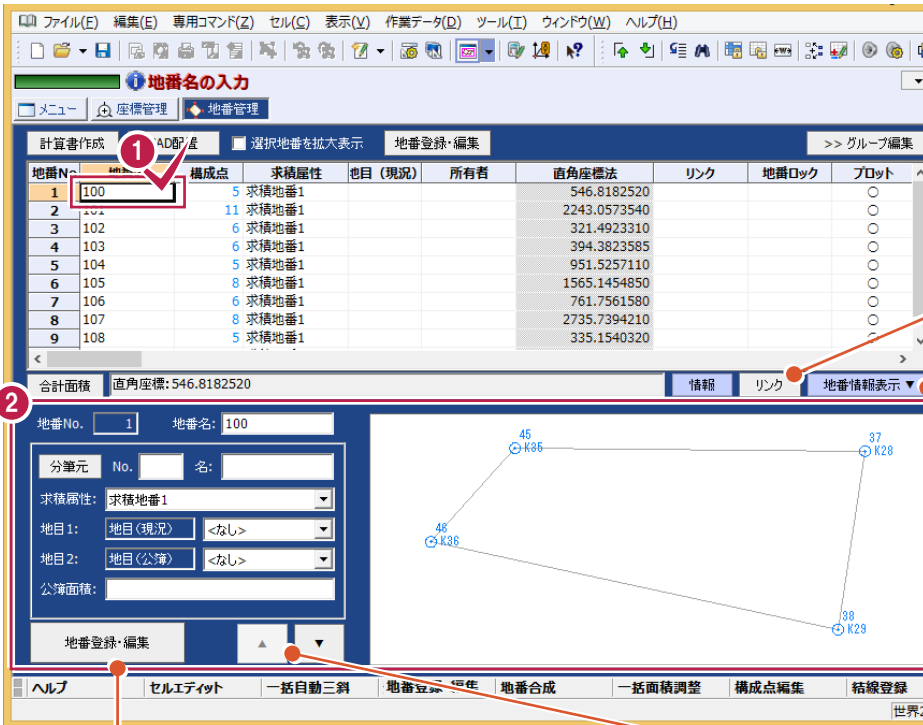 ファイル(F) 編集(E) 専用コマンド(Z) セル(C) 表示(V) 作業データ(D) ツール(T) ウィンドウ(W) ヘルプ(H)
地番名の入力
メニュー 座標管理 地番管理
計算書作成 CAD配置 選択地番を拡大表示 地番登録・編集 >> グループ編集
1
地番No 構成点 求積属性 地目（現況） 所有者 直角座標法 リンク 地番ロック プロット
1 100 5 求積地番1 546.8182520 ○
2 101 11 求積地番1 2243.0573540 ○
3 102 6 求積地番1 321.4923310 ○
4 103 6 求積地番1 394.3823585 ○
5 104 5 求積地番1 951.5257110 ○
6 105 8 求積地番1 1565.1454850 ○
7 106 6 求積地番1 761.7561580 ○
8 107 8 求積地番1 2735.7394210 ○
9 108 5 求積地番1 335.1540320 ○
合計面積 直角座標:546.8182520 情報 リンク 地番情報表示 ▼
2
地番No. 1 地番名: 100
分筆元 No. 名:
求積属性: 求積地番1
地目1: 地目(現況) <なし>
地目2: 地目(公簿) <なし>
公簿面積:
地番登録・編集 ▲ ▼
45
K35
37
K28
46
K36
38
K29
ヘルプ セルエディット 一括自動三斜 地番登録・編集 地番合成 一括面積調整 構成点編集 結線登録